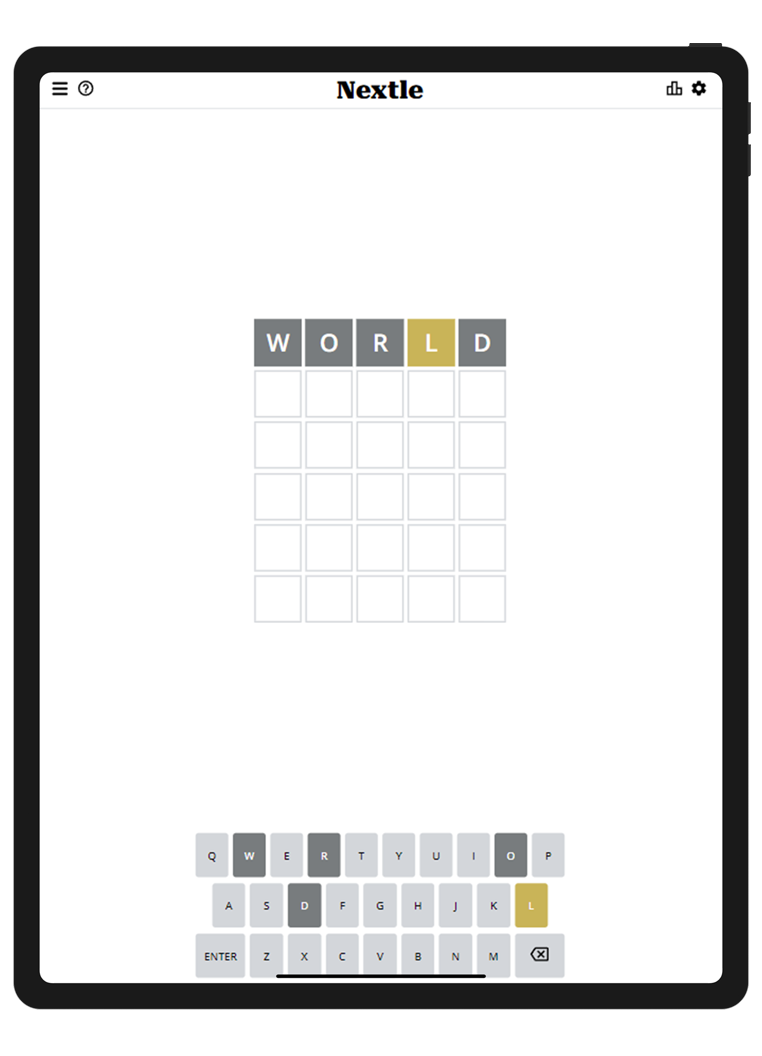 Nextle
W O R L D
Q W E R T Y U I O P
A S D F G H J K L
ENTER Z X C V B N M